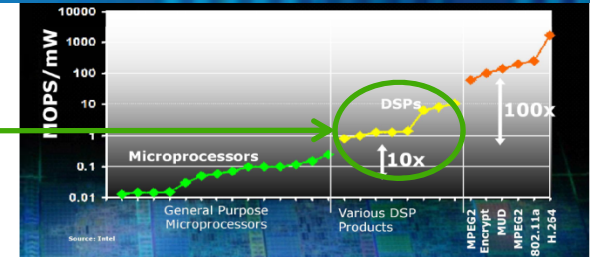 10000
1000
100
10
1
0.1
0.01
MOPS/mW
DSPs
100x
10x
Microprocessors
General Purpose
Microprocessors
Various DSP
Products
MPEG2
Encrypt
MUD
MPEG2
802.11a
H.264
Source: Intel